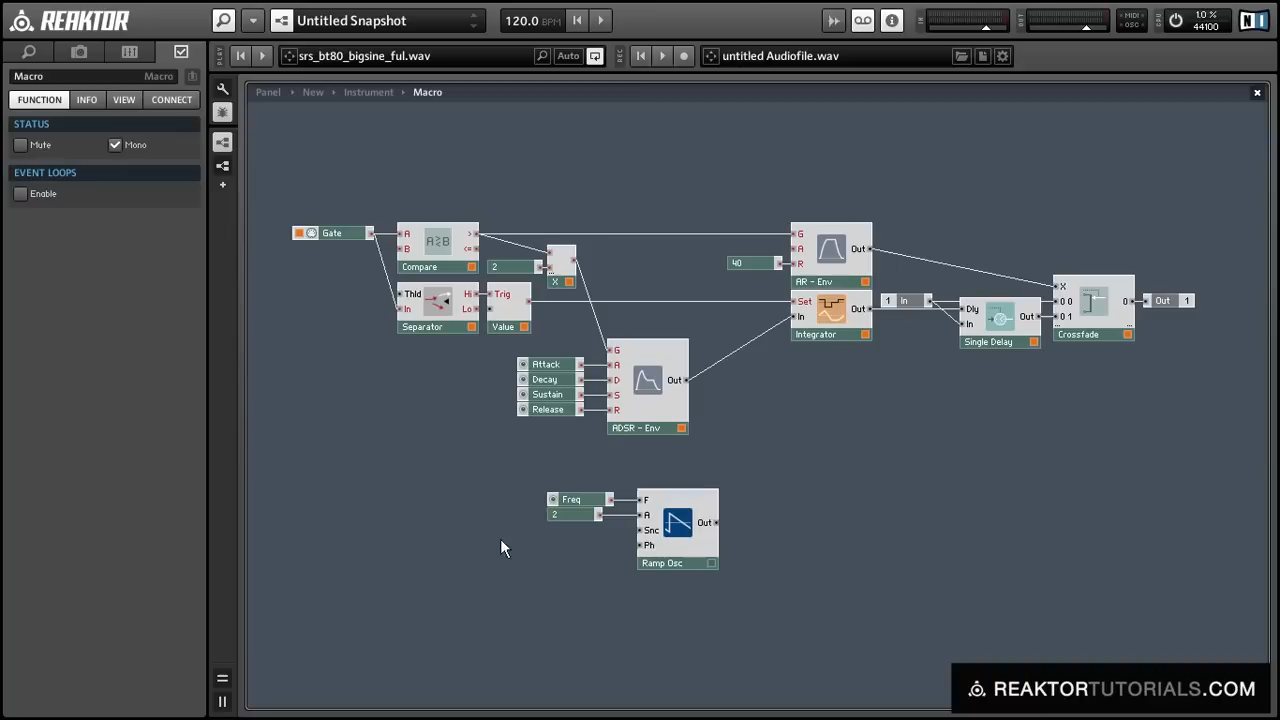 REAKTOR
Untitled Snapshot
120.0 BPM
MIDI
OSC
1.0 %
44100
srs_bt80_bigsine_ful.wav
Auto
untitled Audiofile.wav
Macro
Macro
FUNCTION
INFO
VIEW
CONNECT
STATUS
Mute
Mono
EVENT LOOPS
Enable
Panel
New
Instrument
Macro
Gate
A
B
>
<=
Compare
2
X
Thld
In
Hi
Lo
Separator
Trig
Value
Attack
Decay
Sustain
Release
G
A
D
S
R
Out
ADSR - Env
40
G
A
R
Out
AR - Env
Set
In
Out
Integrator
1 In
Dly
In
Out
Single Delay
X
0 0
0 1
0
Crossfade
Out 1
Freq
2
F
A
Snc
Ph
Out
Ramp Osc
REAKTORTUTORIALS.COM